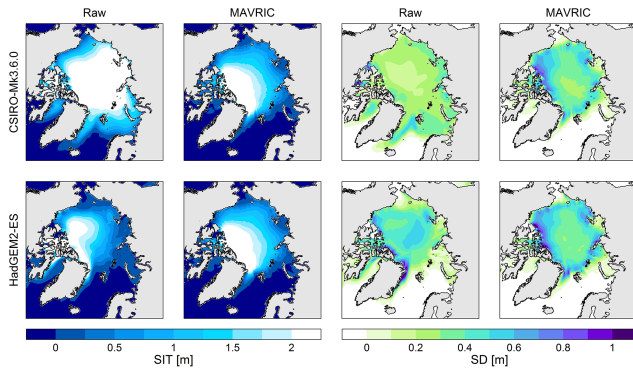 Raw MAVRIC Raw MAVRIC
CSIRO-Mk3.6.0
HadGEM2-ES
0 0.5 1 1.5 2 0 0.2 0.4 0.6 0.8 1
SIT [m] SD [m]